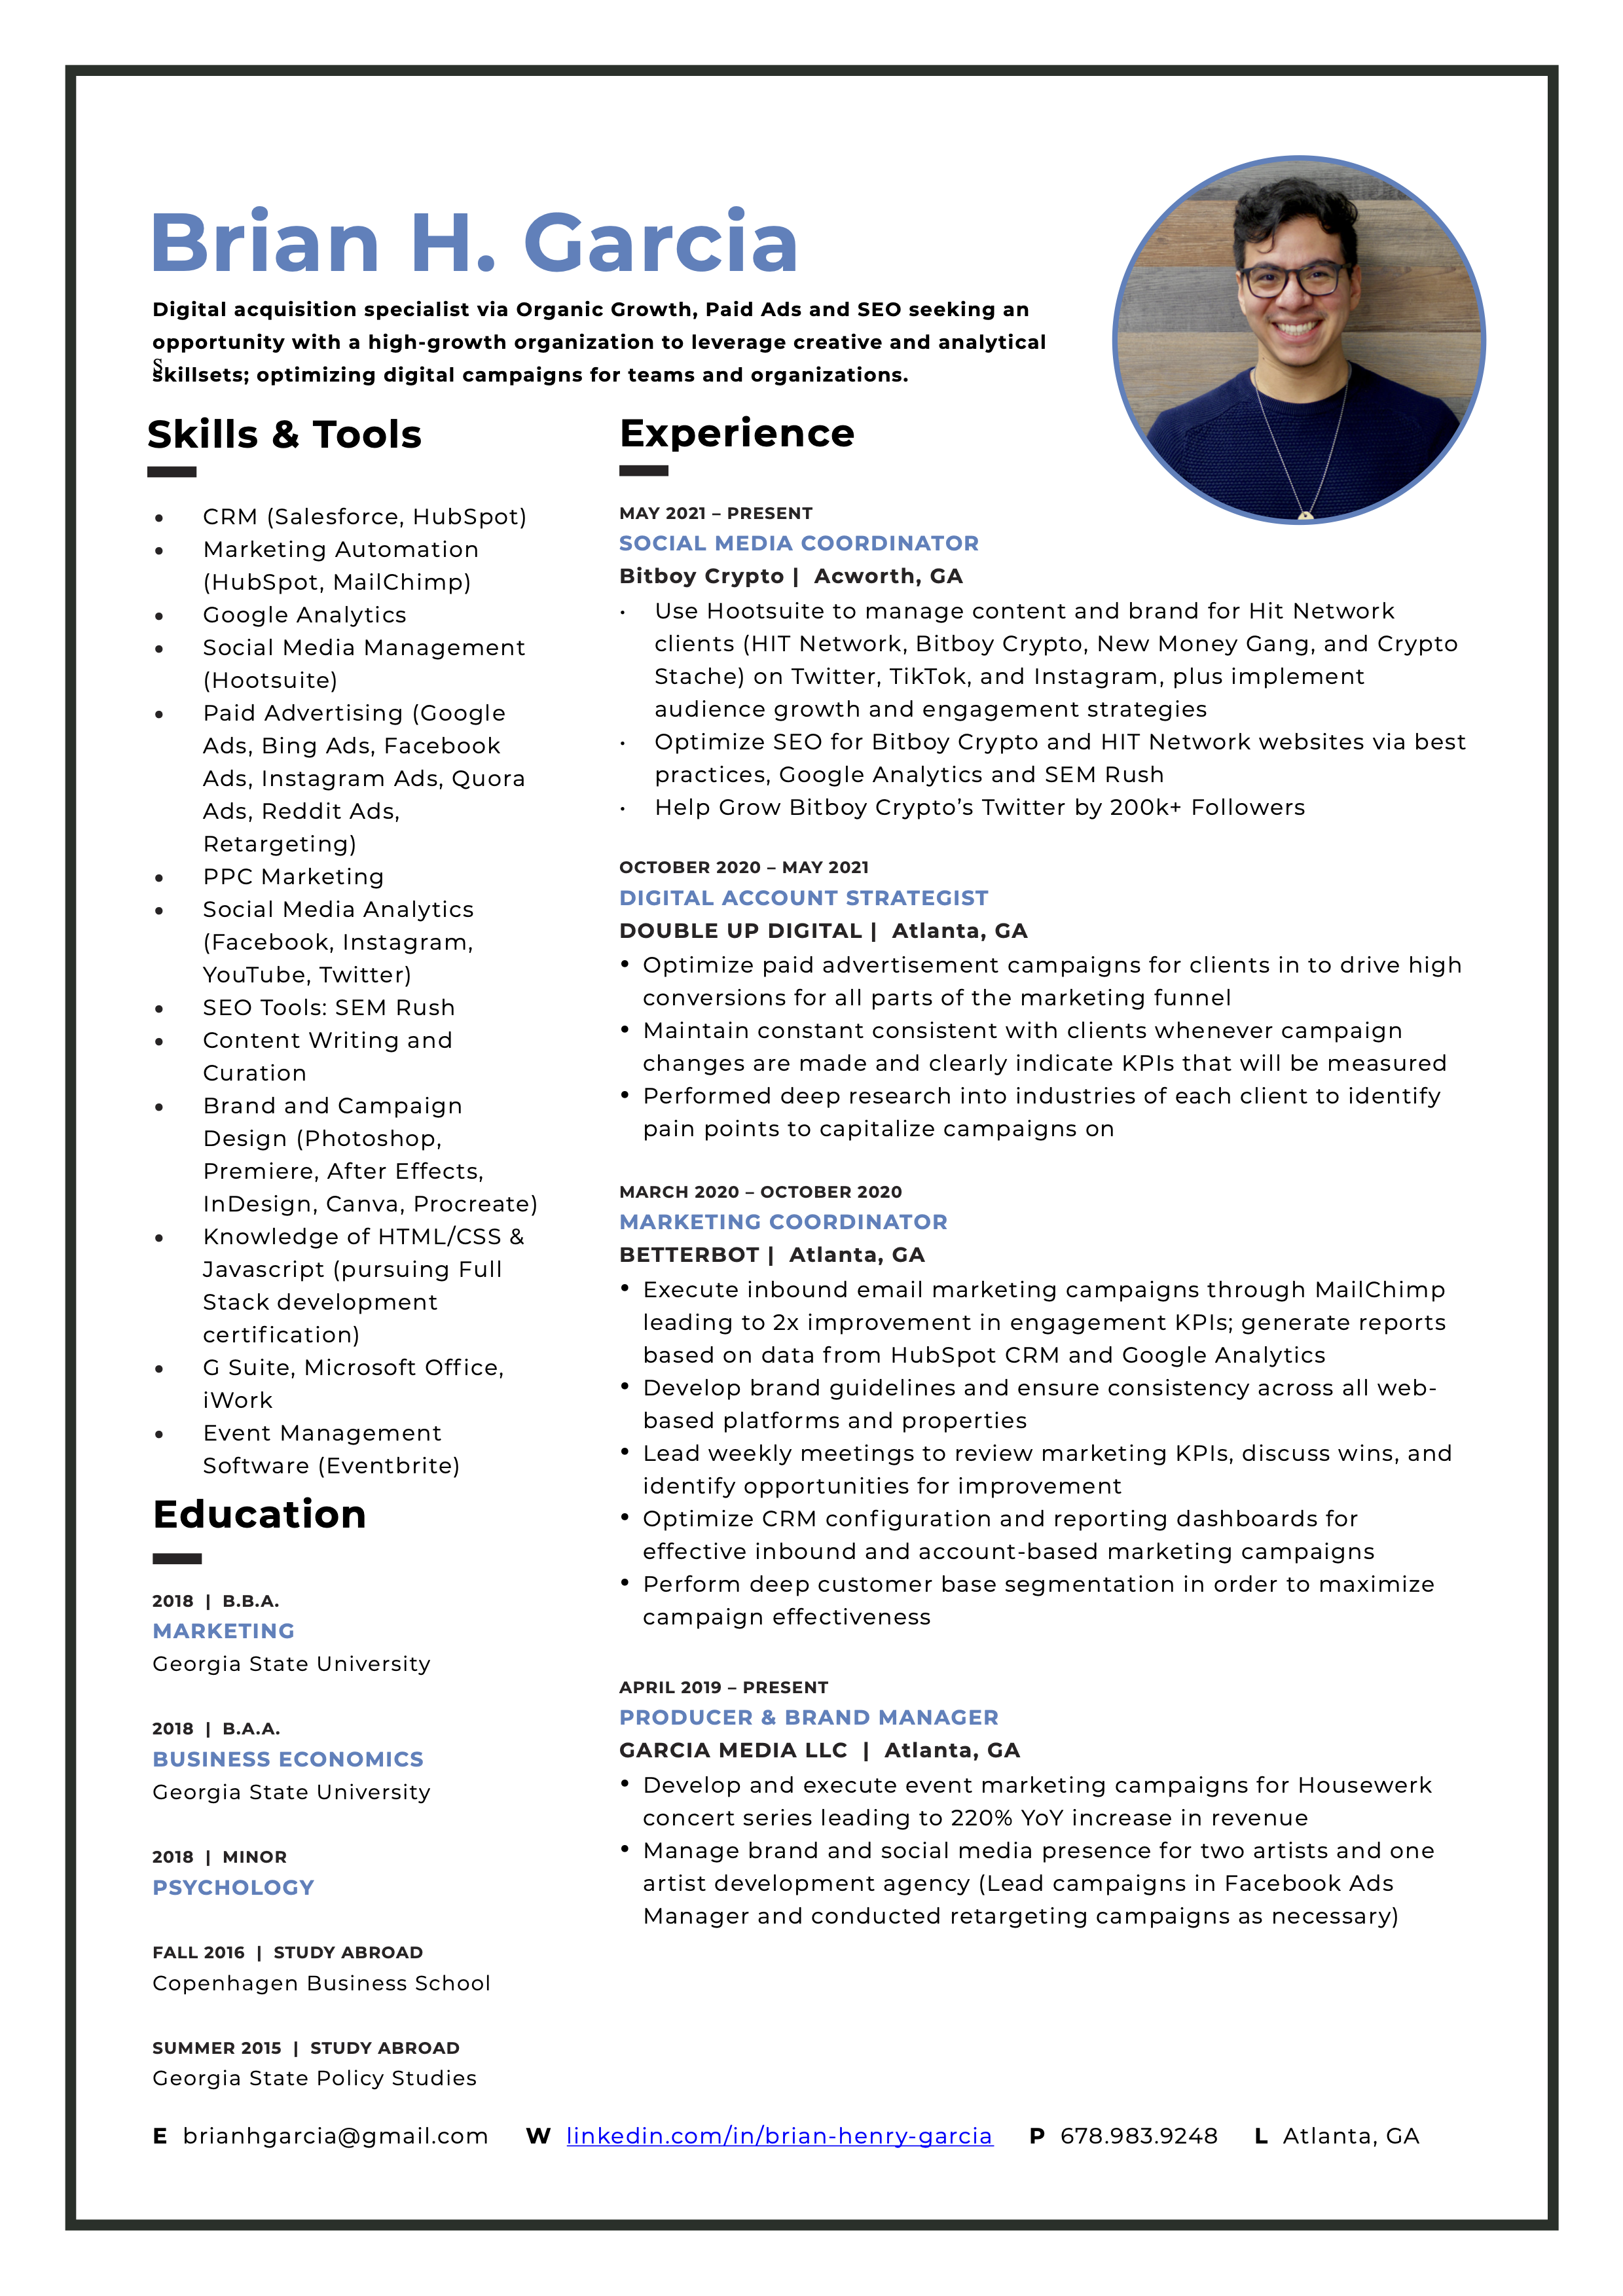 Brian H. Garcia
Digital acquisition specialist via Organic Growth, Paid Ads and SEO seeking an
opportunity with a high-growth organization to leverage creative and analytical
S
skillsets; optimizing digital campaigns for teams and organizations.
Skills & Tools
• CRM (Salesforce, HubSpot)
• Marketing Automation
(HubSpot, MailChimp)
• Google Analytics
• Social Media Management
(Hootsuite)
• Paid Advertising (Google
Ads, Bing Ads, Facebook
Ads, Instagram Ads, Quora
Ads, Reddit Ads,
Retargeting)
• PPC Marketing
• Social Media Analytics
(Facebook, Instagram,
YouTube, Twitter)
• SEO Tools: SEM Rush
• Content Writing and
Curation
• Brand and Campaign
Design (Photoshop,
Premiere, After Effects,
InDesign, Canva, Procreate)
• Knowledge of HTML/CSS &
Javascript (pursuing Full
Stack development
certification)
• G Suite, Microsoft Office,
iWork
• Event Management
Software (Eventbrite)
Education
2018 | B.B.A.
MARKETING
Georgia State University
2018 | B.A.A.
BUSINESS ECONOMICS
Georgia State University
2018 | MINOR
PSYCHOLOGY
FALL 2016 | STUDY ABROAD
Copenhagen Business School
SUMMER 2015 | STUDY ABROAD
Georgia State Policy Studies
Experience
MAY 2021 – PRESENT
SOCIAL MEDIA COORDINATOR
Bitboy Crypto | Acworth, GA
• Use Hootsuite to manage content and brand for Hit Network
clients (HIT Network, Bitboy Crypto, New Money Gang, and Crypto
Stache) on Twitter, TikTok, and Instagram, plus implement
audience growth and engagement strategies
• Optimize SEO for Bitboy Crypto and HIT Network websites via best
practices, Google Analytics and SEM Rush
• Help Grow Bitboy Crypto’s Twitter by 200k+ Followers
OCTOBER 2020 – MAY 2021
DIGITAL ACCOUNT STRATEGIST
DOUBLE UP DIGITAL | Atlanta, GA
• Optimize paid advertisement campaigns for clients in to drive high
conversions for all parts of the marketing funnel
• Maintain constant consistent with clients whenever campaign
changes are made and clearly indicate KPIs that will be measured
• Performed deep research into industries of each client to identify
pain points to capitalize campaigns on
MARCH 2020 – OCTOBER 2020
MARKETING COORDINATOR
BETTERBOT | Atlanta, GA
• Execute inbound email marketing campaigns through MailChimp
leading to 2x improvement in engagement KPIs; generate reports
based on data from HubSpot CRM and Google Analytics
• Develop brand guidelines and ensure consistency across all web-
based platforms and properties
• Lead weekly meetings to review marketing KPIs, discuss wins, and
identify opportunities for improvement
• Optimize CRM configuration and reporting dashboards for
effective inbound and account-based marketing campaigns
• Perform deep customer base segmentation in order to maximize
campaign effectiveness
APRIL 2019 – PRESENT
PRODUCER & BRAND MANAGER
GARCIA MEDIA LLC | Atlanta, GA
• Develop and execute event marketing campaigns for Housewerk
concert series leading to 220% YoY increase in revenue
• Manage brand and social media presence for two artists and one
artist development agency (Lead campaigns in Facebook Ads
Manager and conducted retargeting campaigns as necessary)
E brianhgarcia@gmail.com W linkedin.com/in/brian-henry-garcia P 678.983.9248 L Atlanta, GA